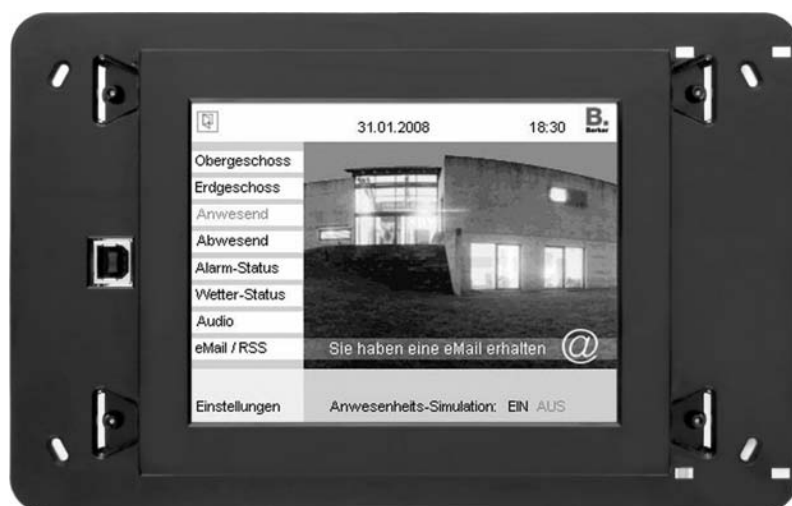 31.01.2008
18:30
B.
Berker
Obergeschoss
Erdgeschoss
Anwesend
Abwesend
Alarm-Status
Wetter-Status
Audio
eMail / RSS
Sie haben eine eMail erhalten @
Einstellungen
Anwesenheits-Simulation: EIN AUS